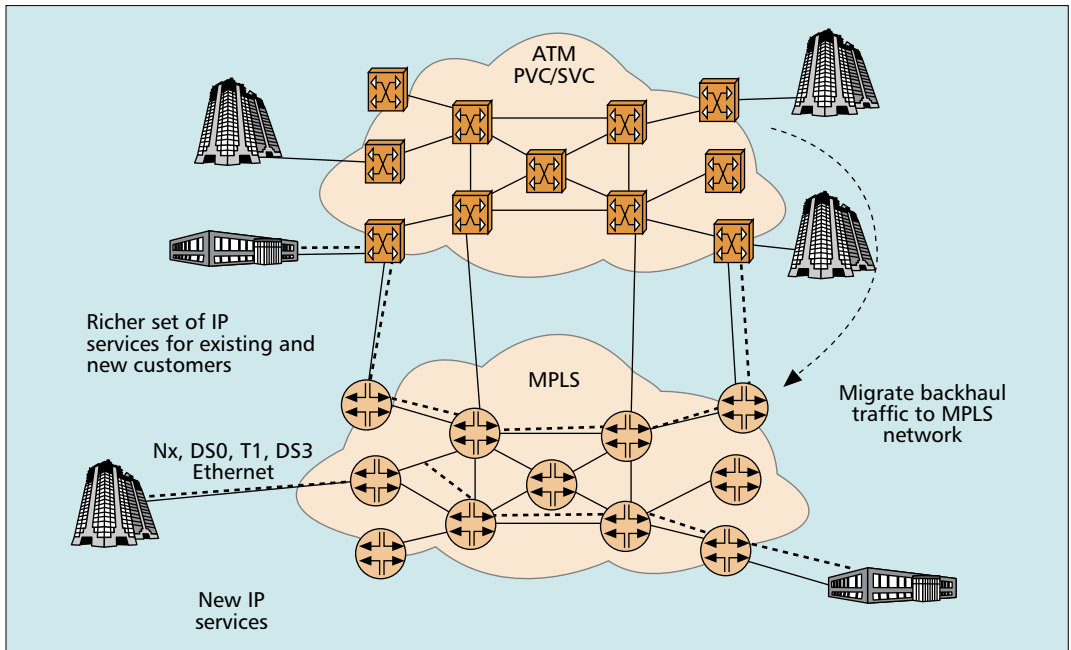 ATM
PVC/SVC
Richer set of IP
services for existing and
new customers
MPLS
Migrate backhaul
traffic to MPLS
network
Nx, DS0, T1, DS3
Ethernet
New IP
services